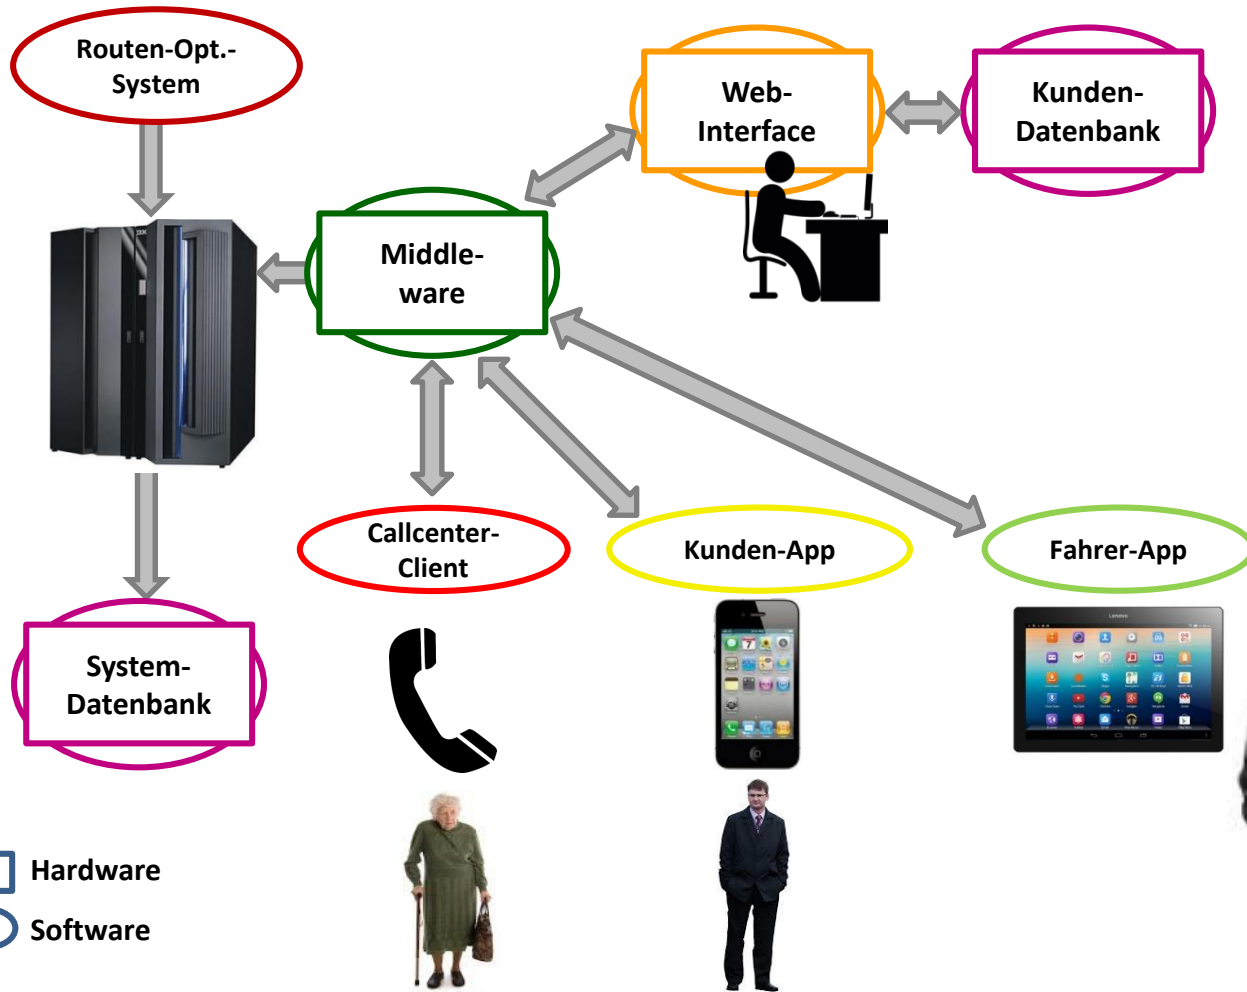 Routen-Opt.-
System
Web-
Interface
Kunden-
Datenbank
Middle-
ware
Callcenter-
Client
Kunden-App
Fahrer-App
Lenovo
System-
Datenbank
Hardware
Software